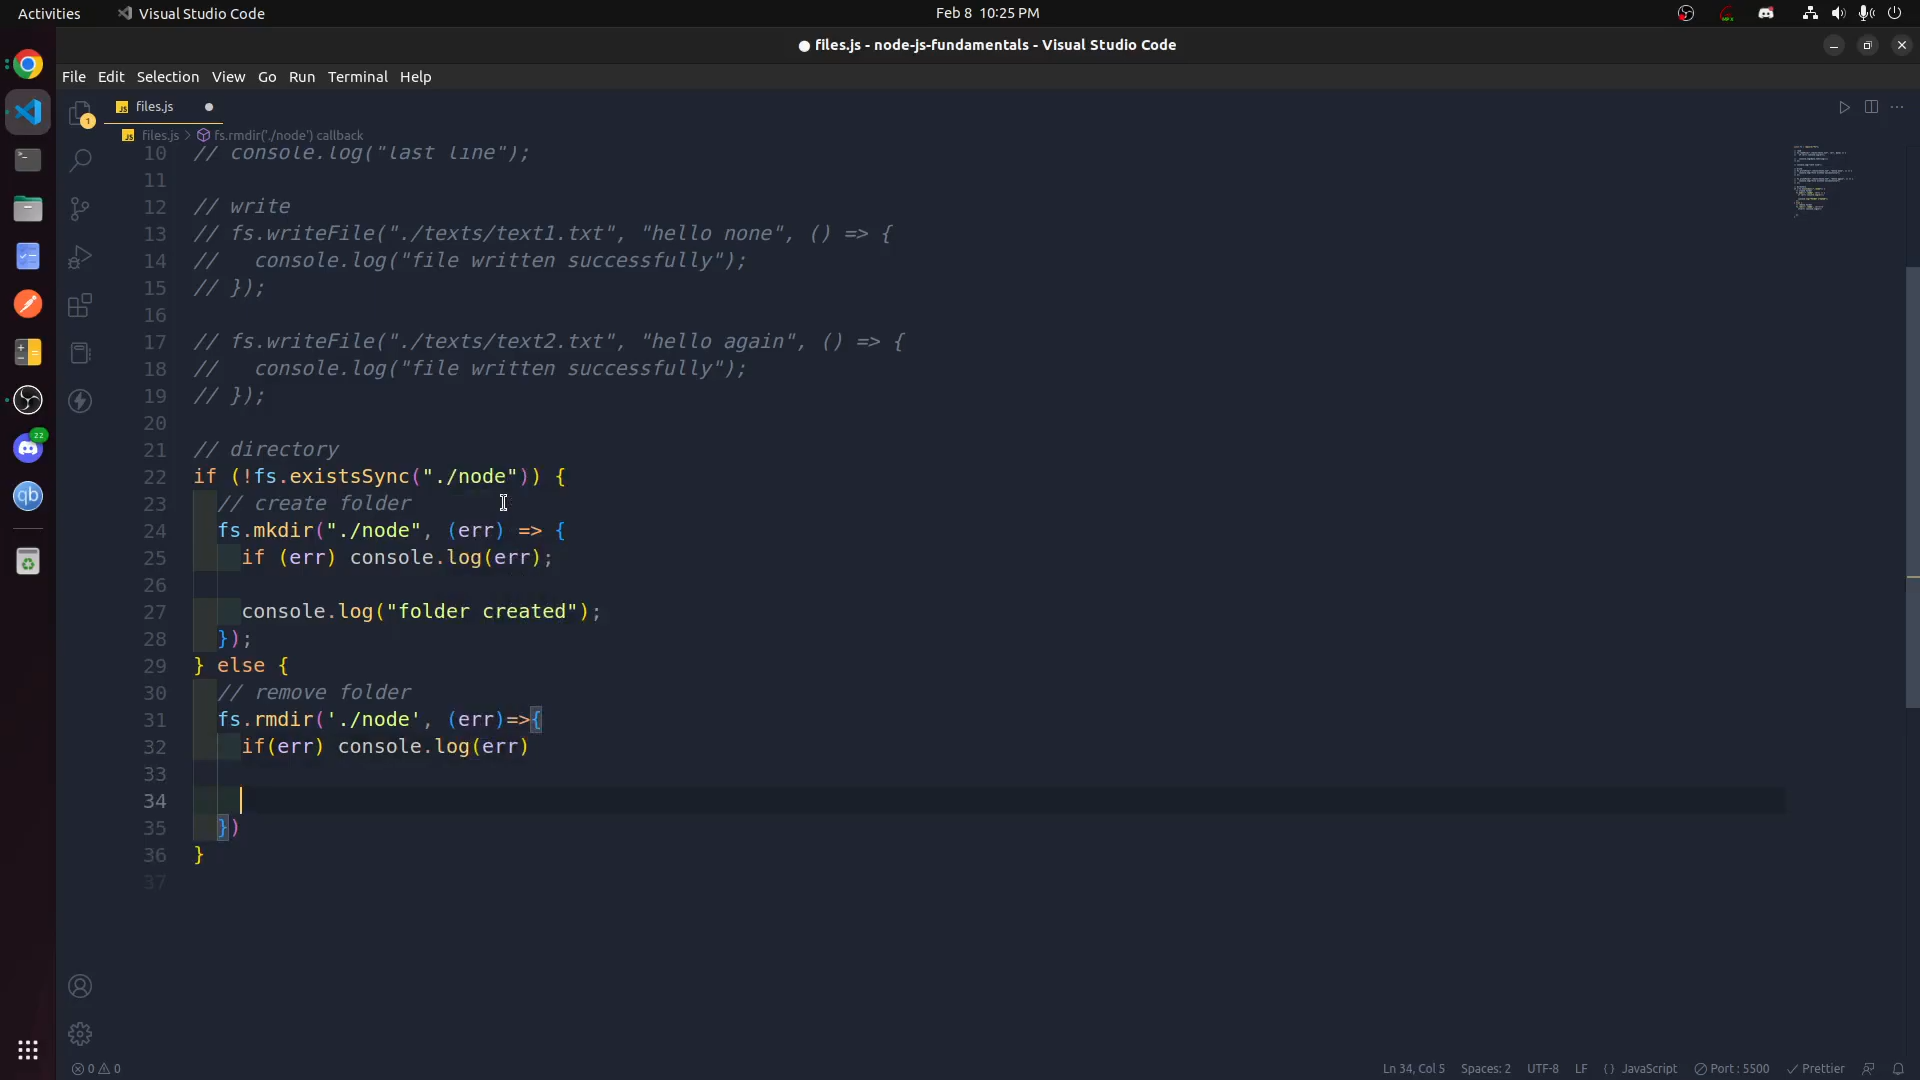 Activities
Visual Studio Code
Feb 8 10:25 PM
files.js - node-js-fundamentals - Visual Studio Code
File Edit Selection View Go Run Terminal Help
JS files.js
JS files.js > fs.rmdir('./node') callback
10 // console.log("last line");
11
12 // write
13 // fs.writeFile("./texts/text1.txt", "hello none", () => {
14 //   console.log("file written successfully");
15 // });
16
17 // fs.writeFile("./texts/text2.txt", "hello again", () => {
18 //   console.log("file written successfully");
19 // });
20
21 // directory
22 if (!fs.existsSync("./node")) {
23   // create folder
24   fs.mkdir("./node", (err) => {
25     if (err) console.log(err);
26
27     console.log("folder created");
28   });
29 } else {
30   // remove folder
31   fs.rmdir('./node', (err)=>{
32     if(err) console.log(err)
33
34
35   })
36 }
37
1
22
qb
0 0
Ln 34, Col 5 Spaces: 2 UTF-8 LF {} JavaScript Port : 5500 Prettier